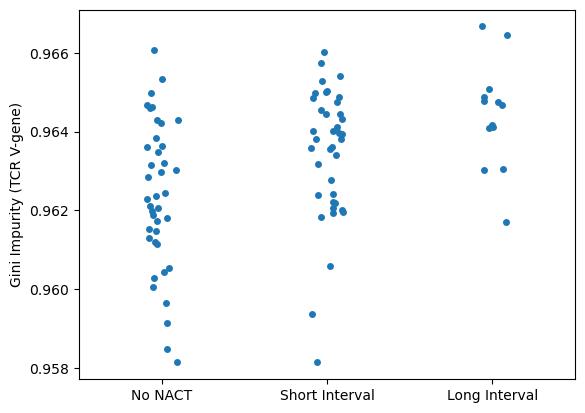 Gini Impurity (TCR V-gene)
0.966
0.964
0.962
0.960
0.958
No NACT
Short Interval
Long Interval